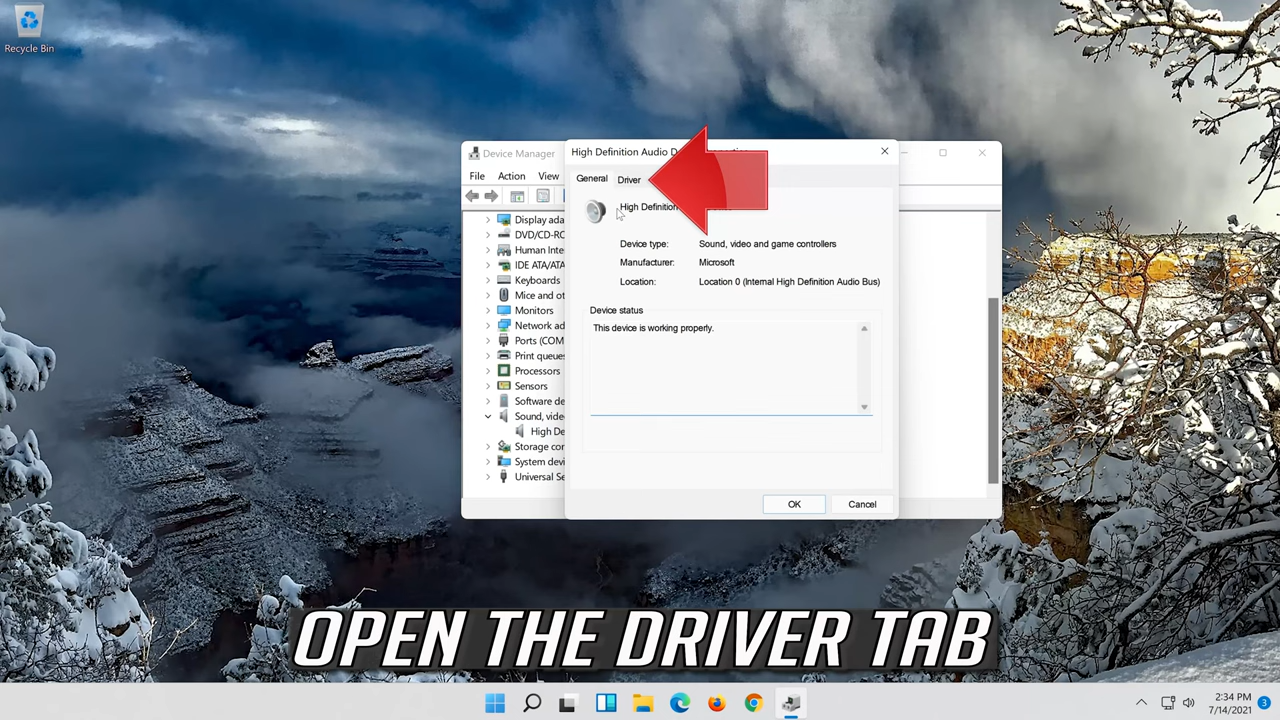 Recycle Bin
Device Manager
File Action View
Display ada
DVD/CD-RO
Human Inte
IDE ATA/ATA
Keyboards
Mice and ot
Monitors
Network ad
Ports (COM
Print queues
Processors
Sensors
Software de
Sound, vide
High De
Storage cor
System devi
Universal Se
High Definition Audio D
General Driver
High Definition
Device type: Sound, video and game controllers
Manufacturer: Microsoft
Location: Location 0 (Internal High Definition Audio Bus)
Device status
This device is working properly.
OK Cancel
OPEN THE DRIVER TAB
2:34 PM
7/14/2021
3